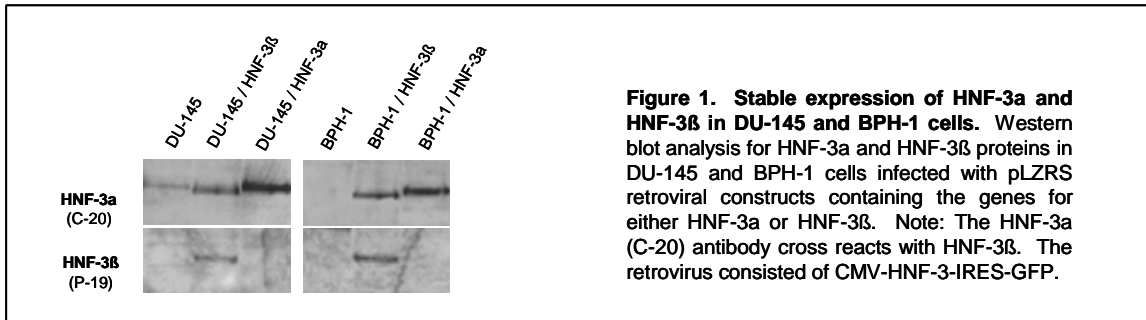 DU-145
DU-145 / HNF-3ß
DU-145 / HNF-3a
BPH-1
BPH-1 / HNF-3ß
BPH-1 / HNF-3a
HNF-3a
(C-20)
HNF-3ß
(P-19)
Figure 1. Stable expression of HNF-3a and
HNF-3ß in DU-145 and BPH-1 cells. Western
blot analysis for HNF-3a and HNF-3ß proteins in
DU-145 and BPH-1 cells infected with pLZRS
retroviral constructs containing the genes for
either HNF-3a or HNF-3ß. Note: The HNF-3a
(C-20) antibody cross reacts with HNF-3ß. The
retrovirus consisted of CMV-HNF-3-IRES-GFP.